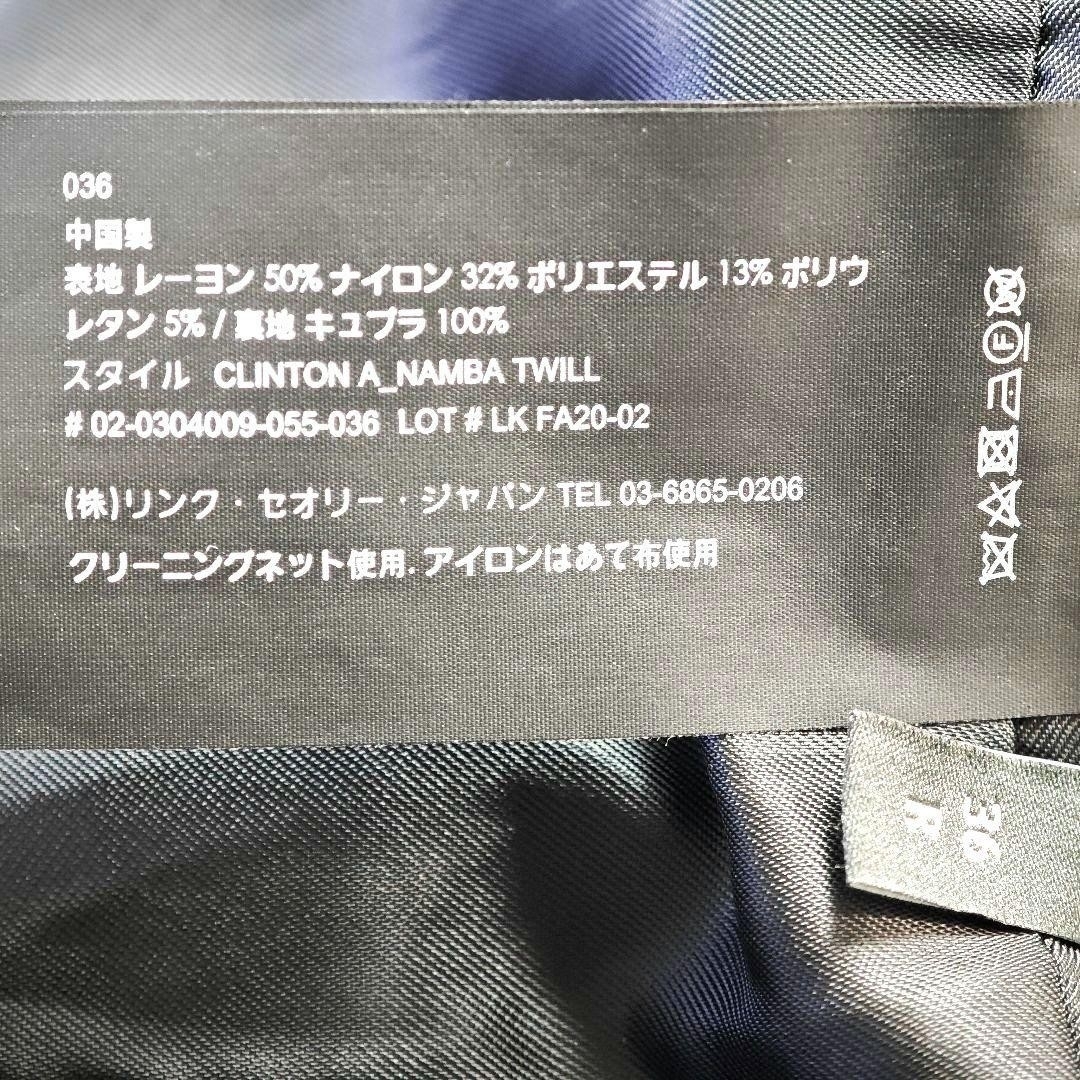 036
中国製
表地 レーヨン 50% ナイロン 32% ポリエステル 13% ポリウ
レタン 5% / 裏地 キュプラ 100%
スタイル CLINTON A_NAMBA TWILL
# 02-0304009-055-036 LOT # LK FA20-02
(株)リンク・セオリー・ジャパン TEL 03-6865-0206
クリーニングネット使用. アイロンはあて布使用
W
F
36
R